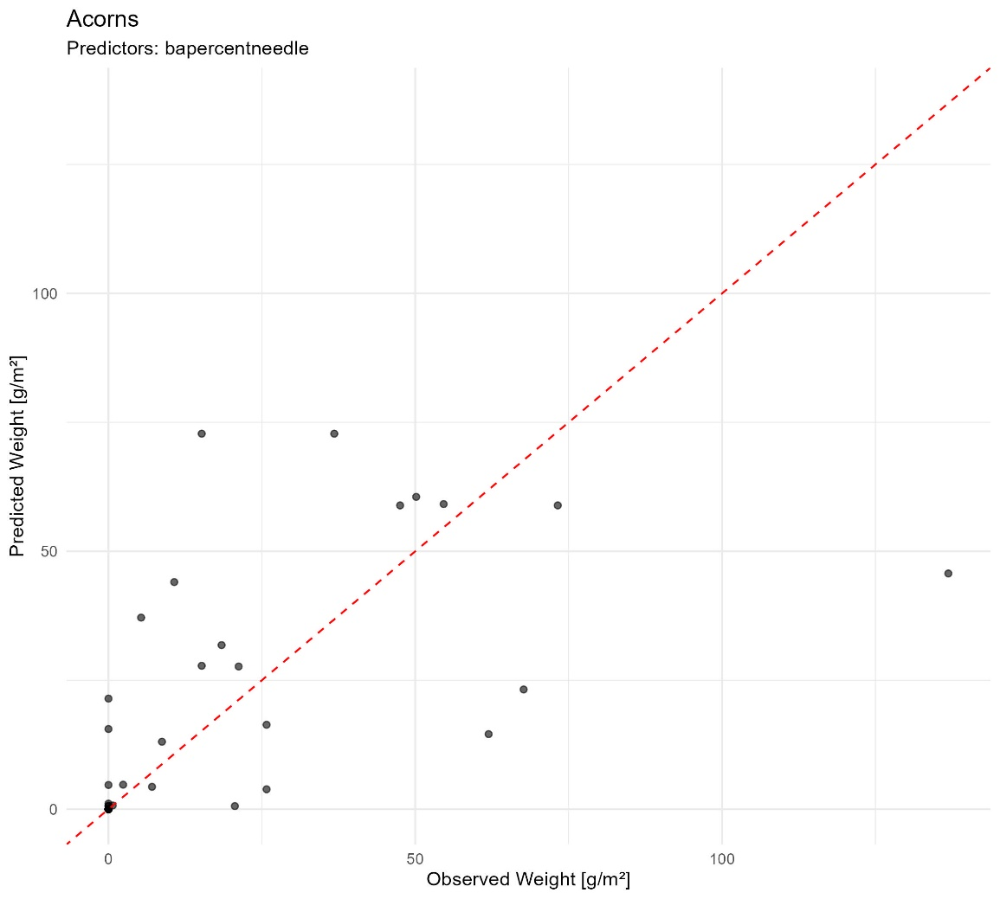 Acorns
Predictors: bapercentneedle
100
50
0
Predicted Weight [g/m²]
0 50 100
Observed Weight [g/m²]